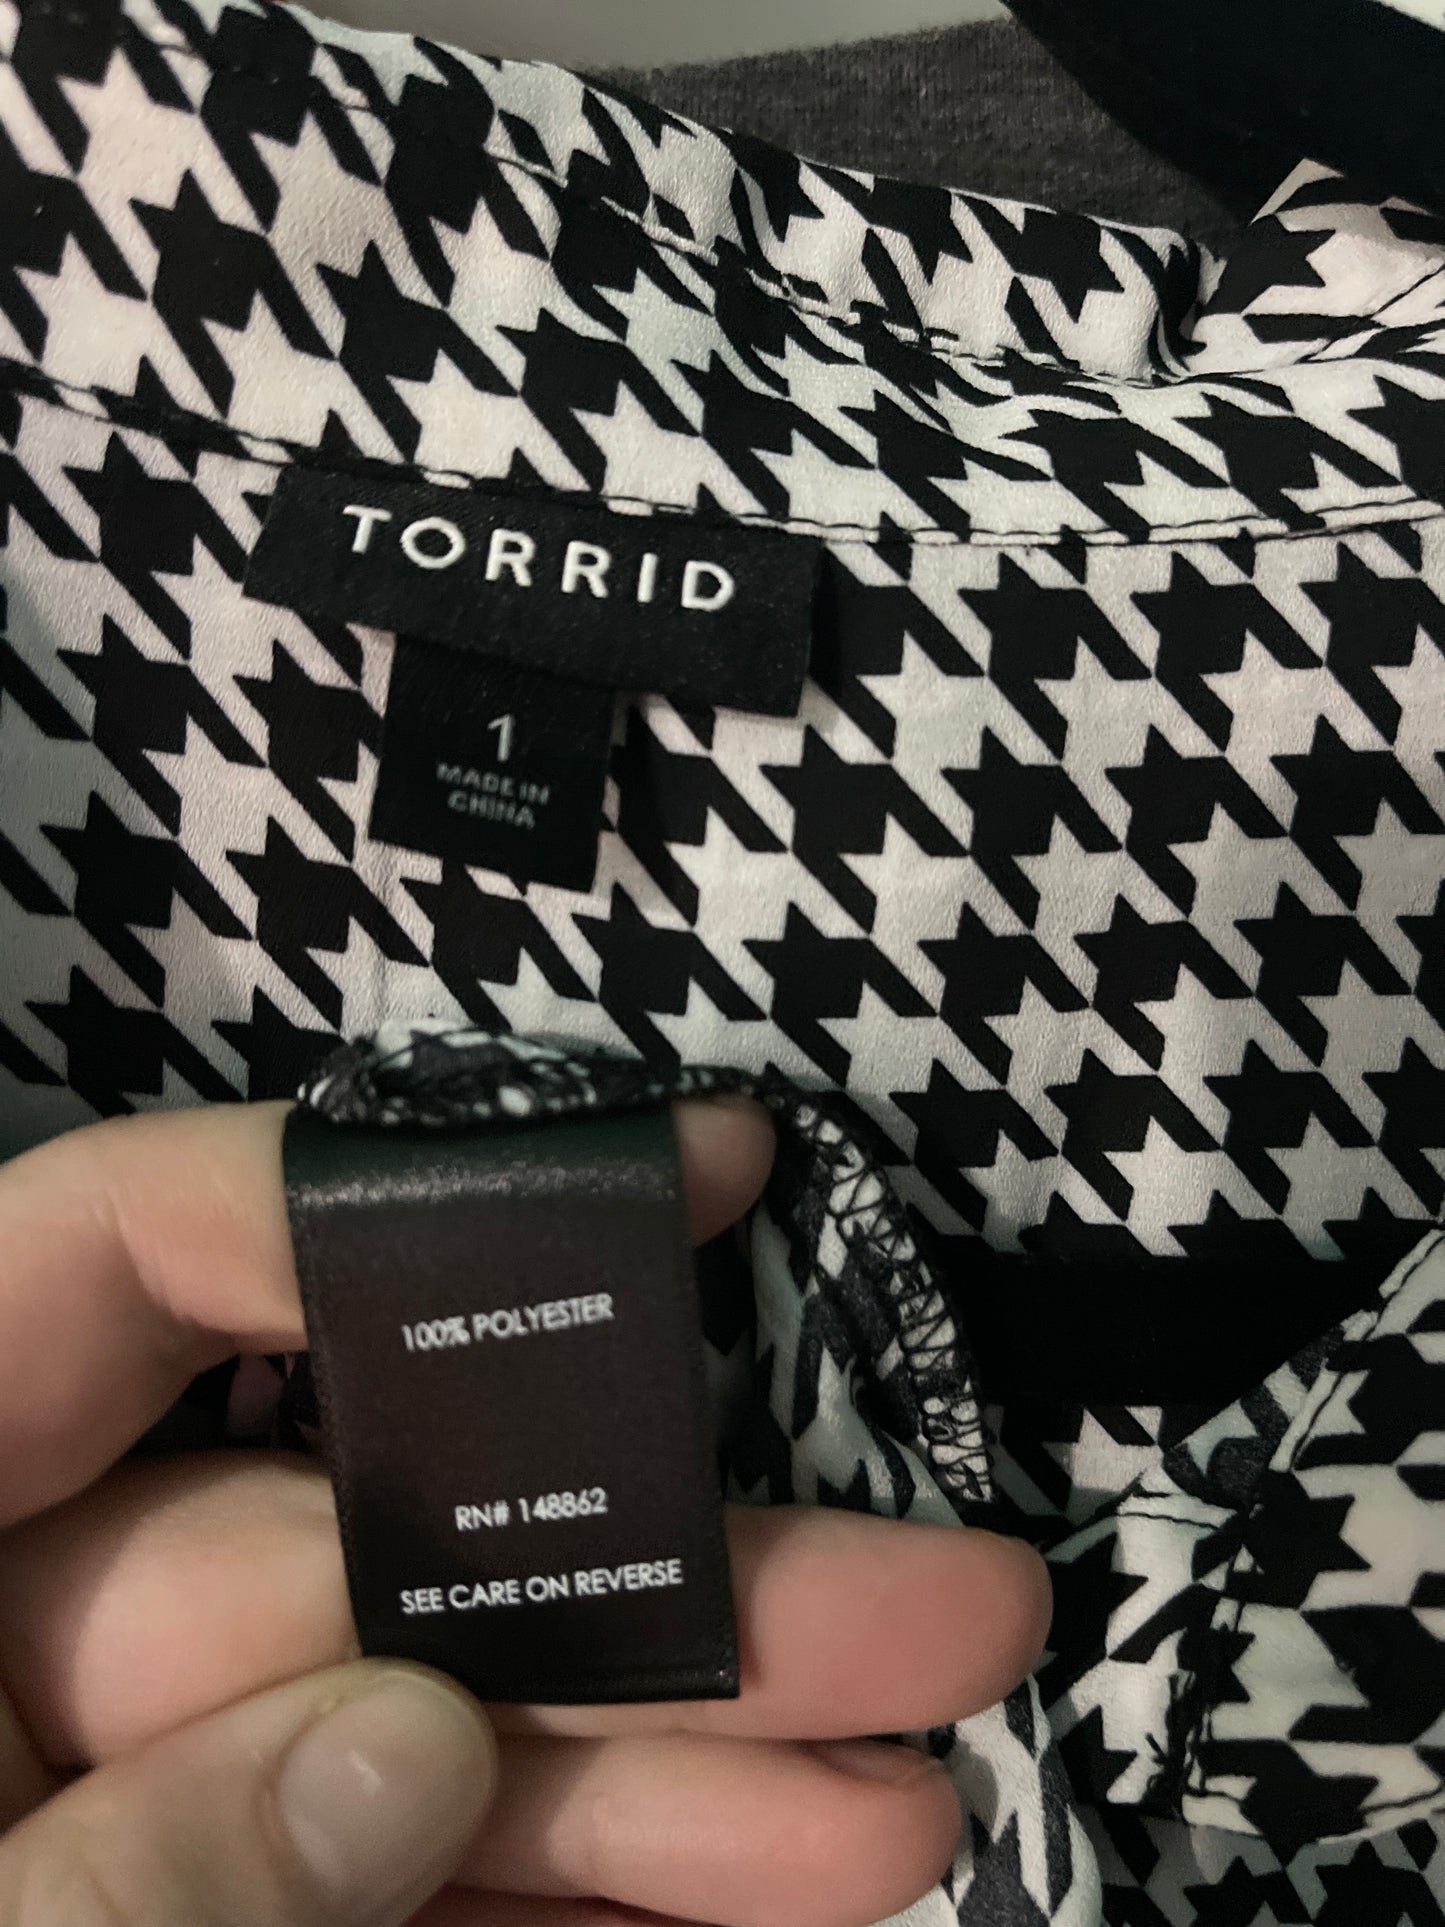 TORRID
1
MADE IN
CHINA
100% POLYESTER
RN# 148862
SEE CARE ON REVERSE